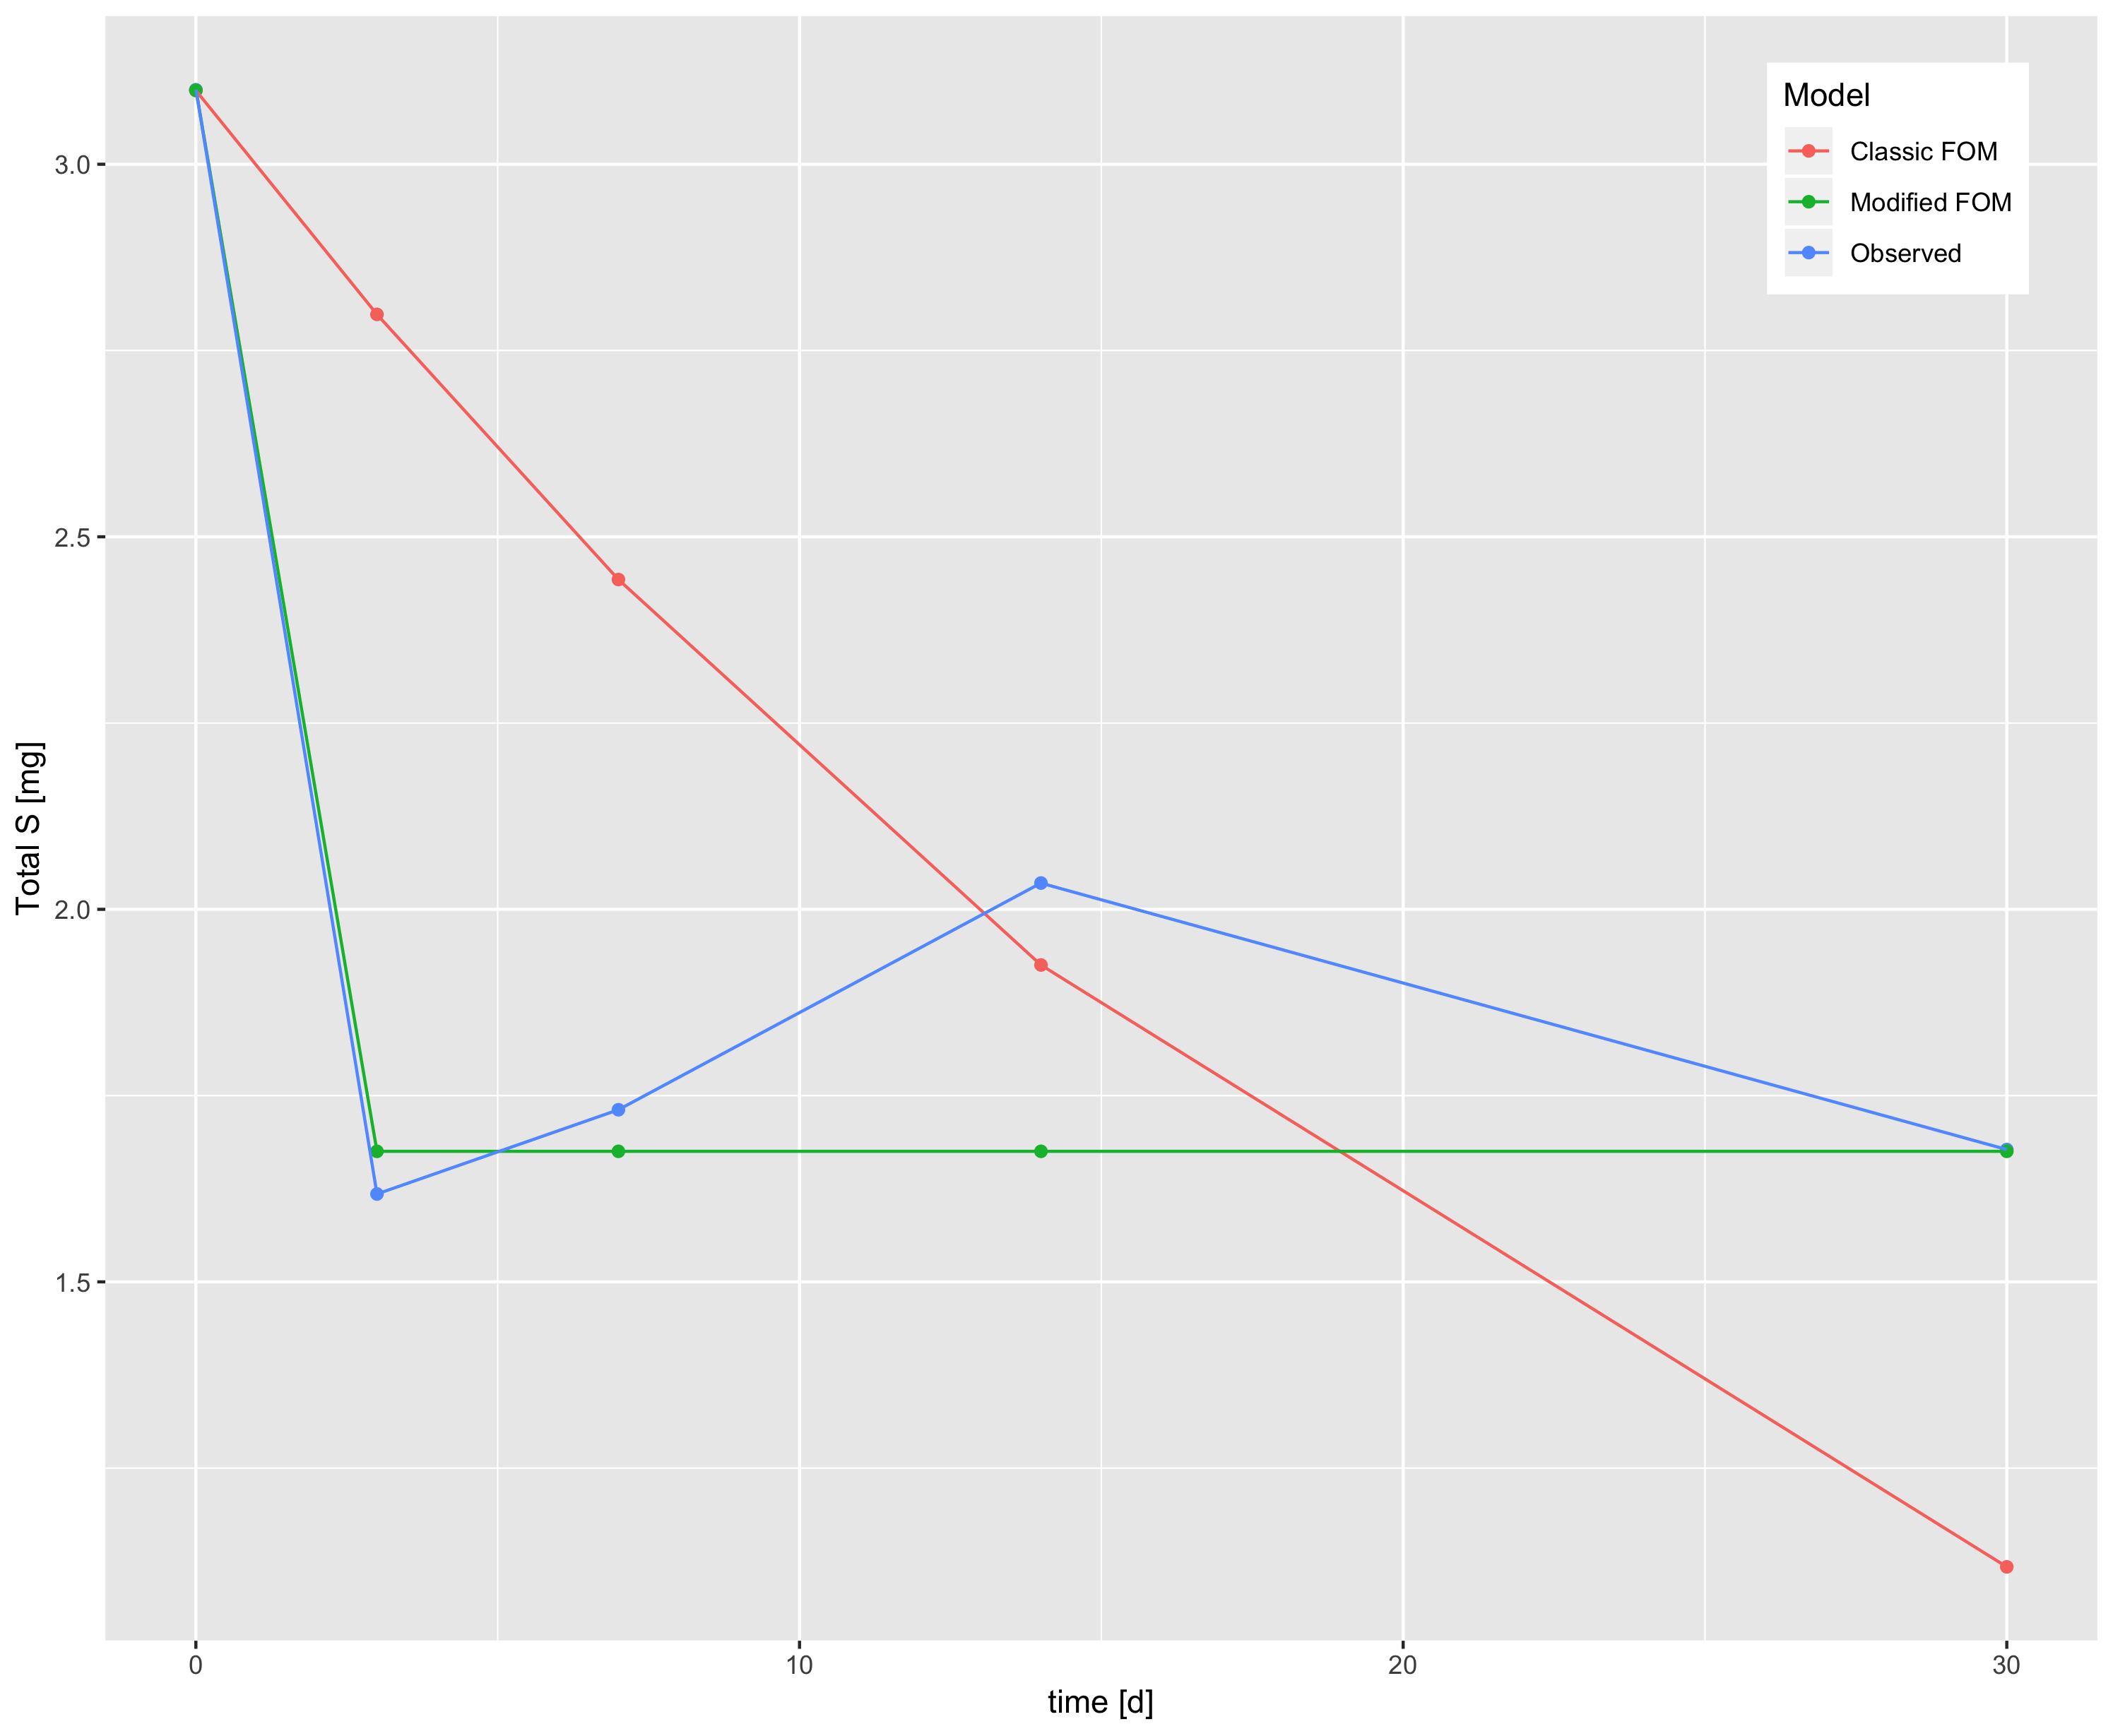 Model
Classic FOM
Modified FOM
Observed
3.0
2.5
2.0
1.5
Total S [mg]
0 10 20 30
time [d]